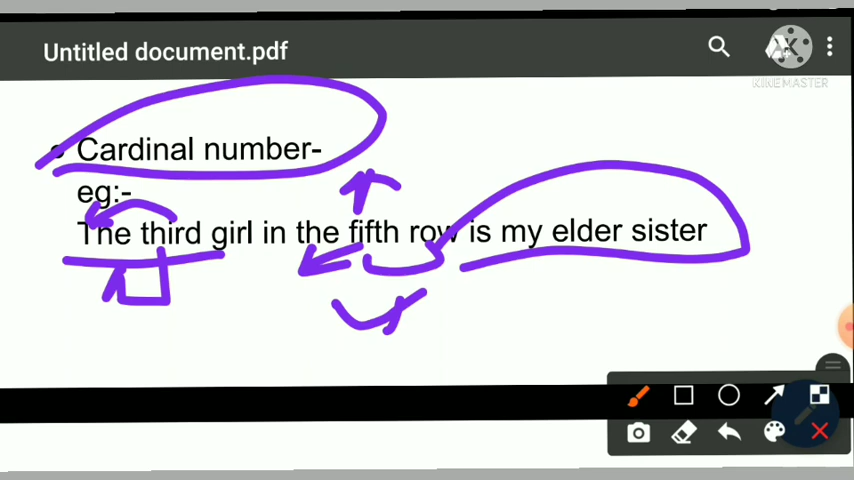 Untitled document.pdf
KINEMASTER
Cardinal number-
eg:-
The third girl in the fifth row is my elder sister